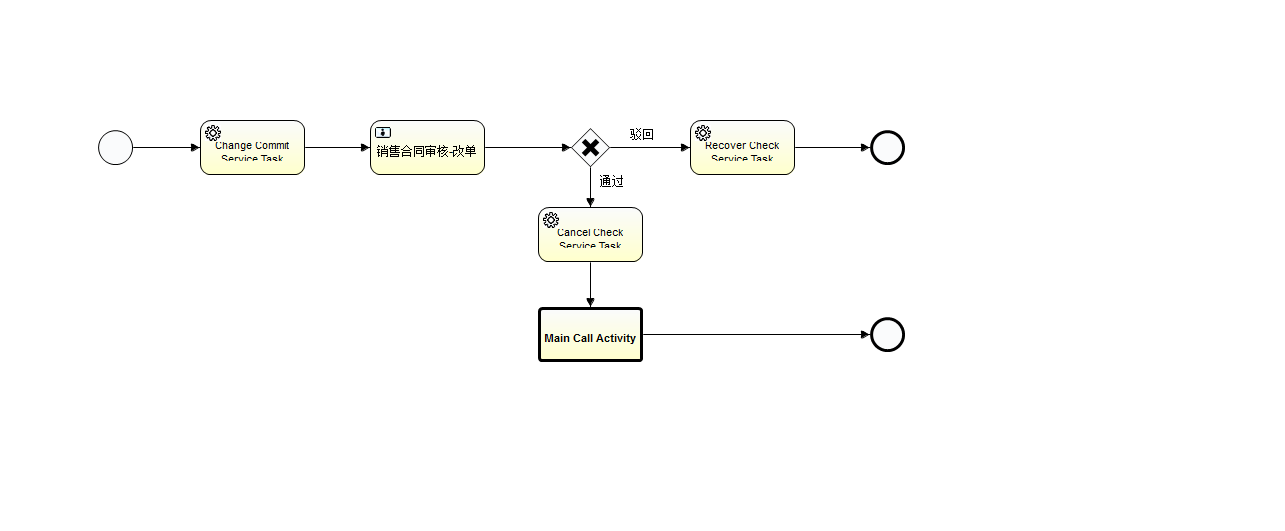 Change Commit
Service Task
销售合同审核-改单
驳回
Recover Check
Service Task
通过
Cancel Check
Service Task
Main Call Activity